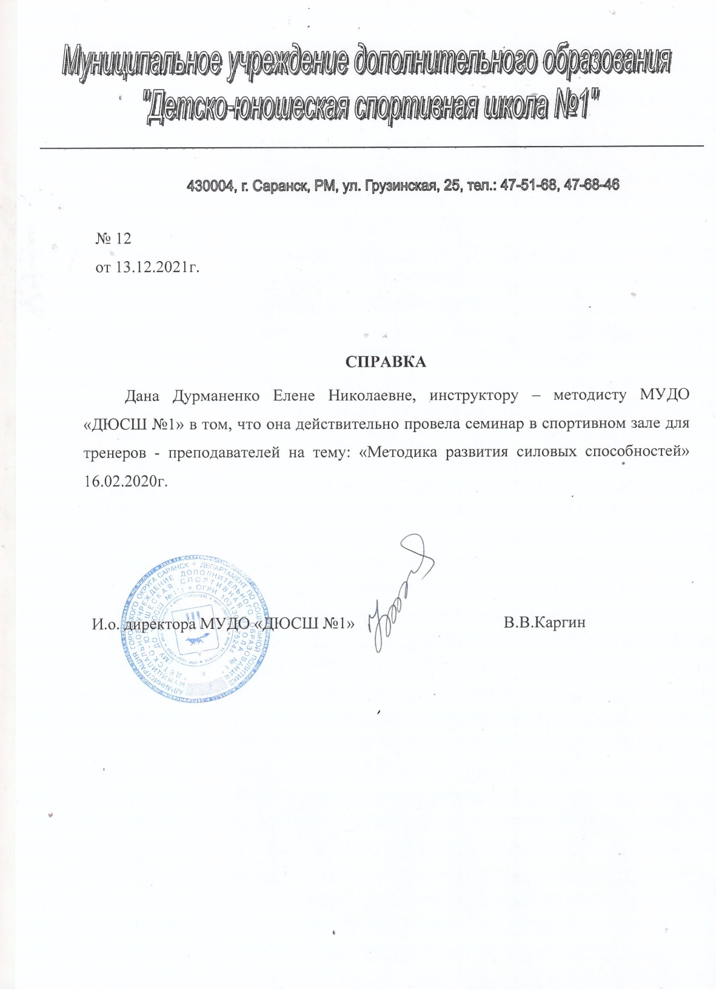 Муниципальное учреждение дополнительного образования
"Детско-юношеская спортивная школа №1"
430004, г. Саранск, РМ, ул. Грузинская, 25, тел.: 47-51-68, 47-68-46
№ 12
от 13.12.2021г.
СПРАВКА
Дана Дурманенко Елене Николаевне, инструктору – методисту МУДО
«ДЮСШ №1» в том, что она действительно провела семинар в спортивном зале для
тренеров - преподавателей на тему: «Методика развития силовых способностей»
16.02.2020г.
И.о. директора МУДО «ДЮСШ №1»
В.В.Каргин
АДМИНИСТРАЦИЯ ГОРОДСКОГО ОКРУГА САРАНСК * ДЕПАРТАМЕНТ ПО СОЦИАЛЬНОЙ ПОЛИТИКЕ
МУНИЦИПАЛЬНОЕ УЧРЕЖДЕНИЕ ДОПОЛНИТЕЛЬНОГО ОБРАЗОВАНИЯ
"ДЕТСКО-ЮНОШЕСКАЯ СПОРТИВНАЯ ШКОЛА №1"
(МУ ДО "ДЮСШ №1") * ОГРН